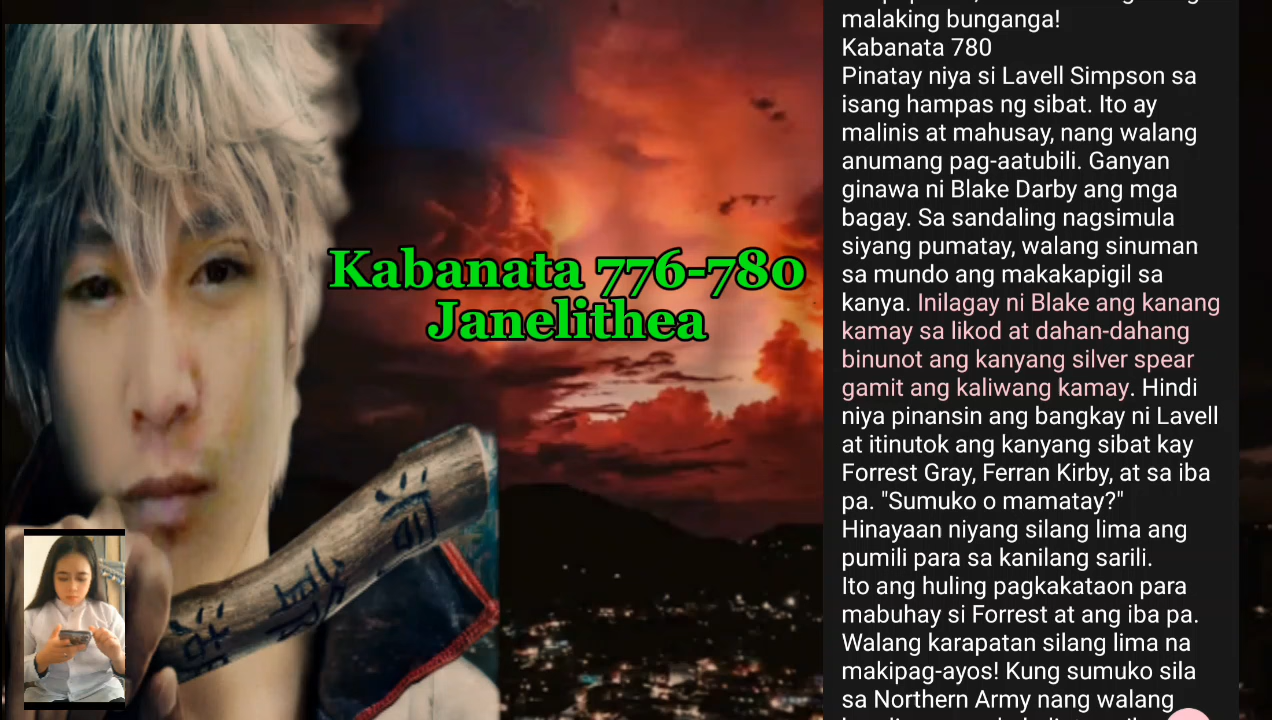 Kabanata 776-780
Janelithea
malaking bunganga!
Kabanata 780
Pinatay niya si Lavell Simpson sa
isang hampas ng sibat. Ito ay
malinis at mahusay, nang walang
anumang pag-aatubili. Ganyan
ginawa ni Blake Darby ang mga
bagay. Sa sandaling nagsimula
siyang pumatay, walang sinuman
sa mundo ang makakapigil sa
kanya. Inilagay ni Blake ang kanang
kamay sa likod at dahan-dahang
binunot ang kanyang silver spear
gamit ang kaliwang kamay. Hindi
niya pinansin ang bangkay ni Lavell
at itinutok ang kanyang sibat kay
Forrest Gray, Ferran Kirby, at sa iba
pa. "Sumuko o mamatay?"
Hinayaan niyang silang lima ang
pumili para sa kanilang sarili.
Ito ang huling pagkakataon para
mabuhay si Forrest at ang iba pa.
Walang karapatan silang lima na
makipag-ayos! Kung sumuko sila
sa Northern Army nang walang